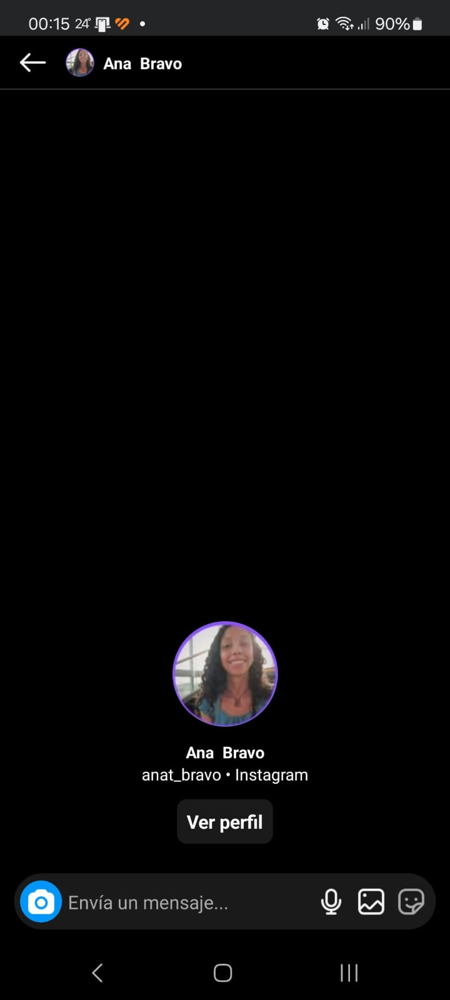 00:15 24° 90%
Ana Bravo
Ana Bravo
anat_bravo • Instagram
Ver perfil
Envía un mensaje...